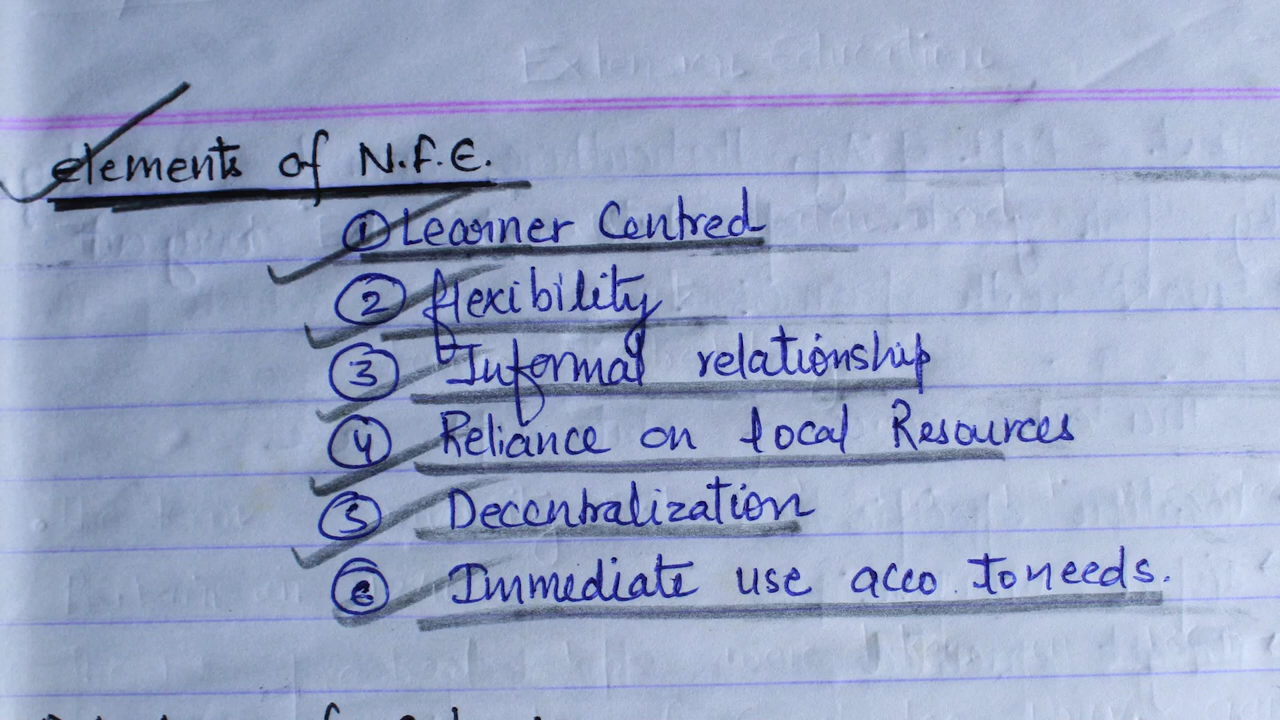 elements of N.F.E.
① Learner Centred
② flexibility
③ Informal relationship
④ Reliance on local Resources
⑤ Decentralization
⑥ Immediate use acco. to needs.